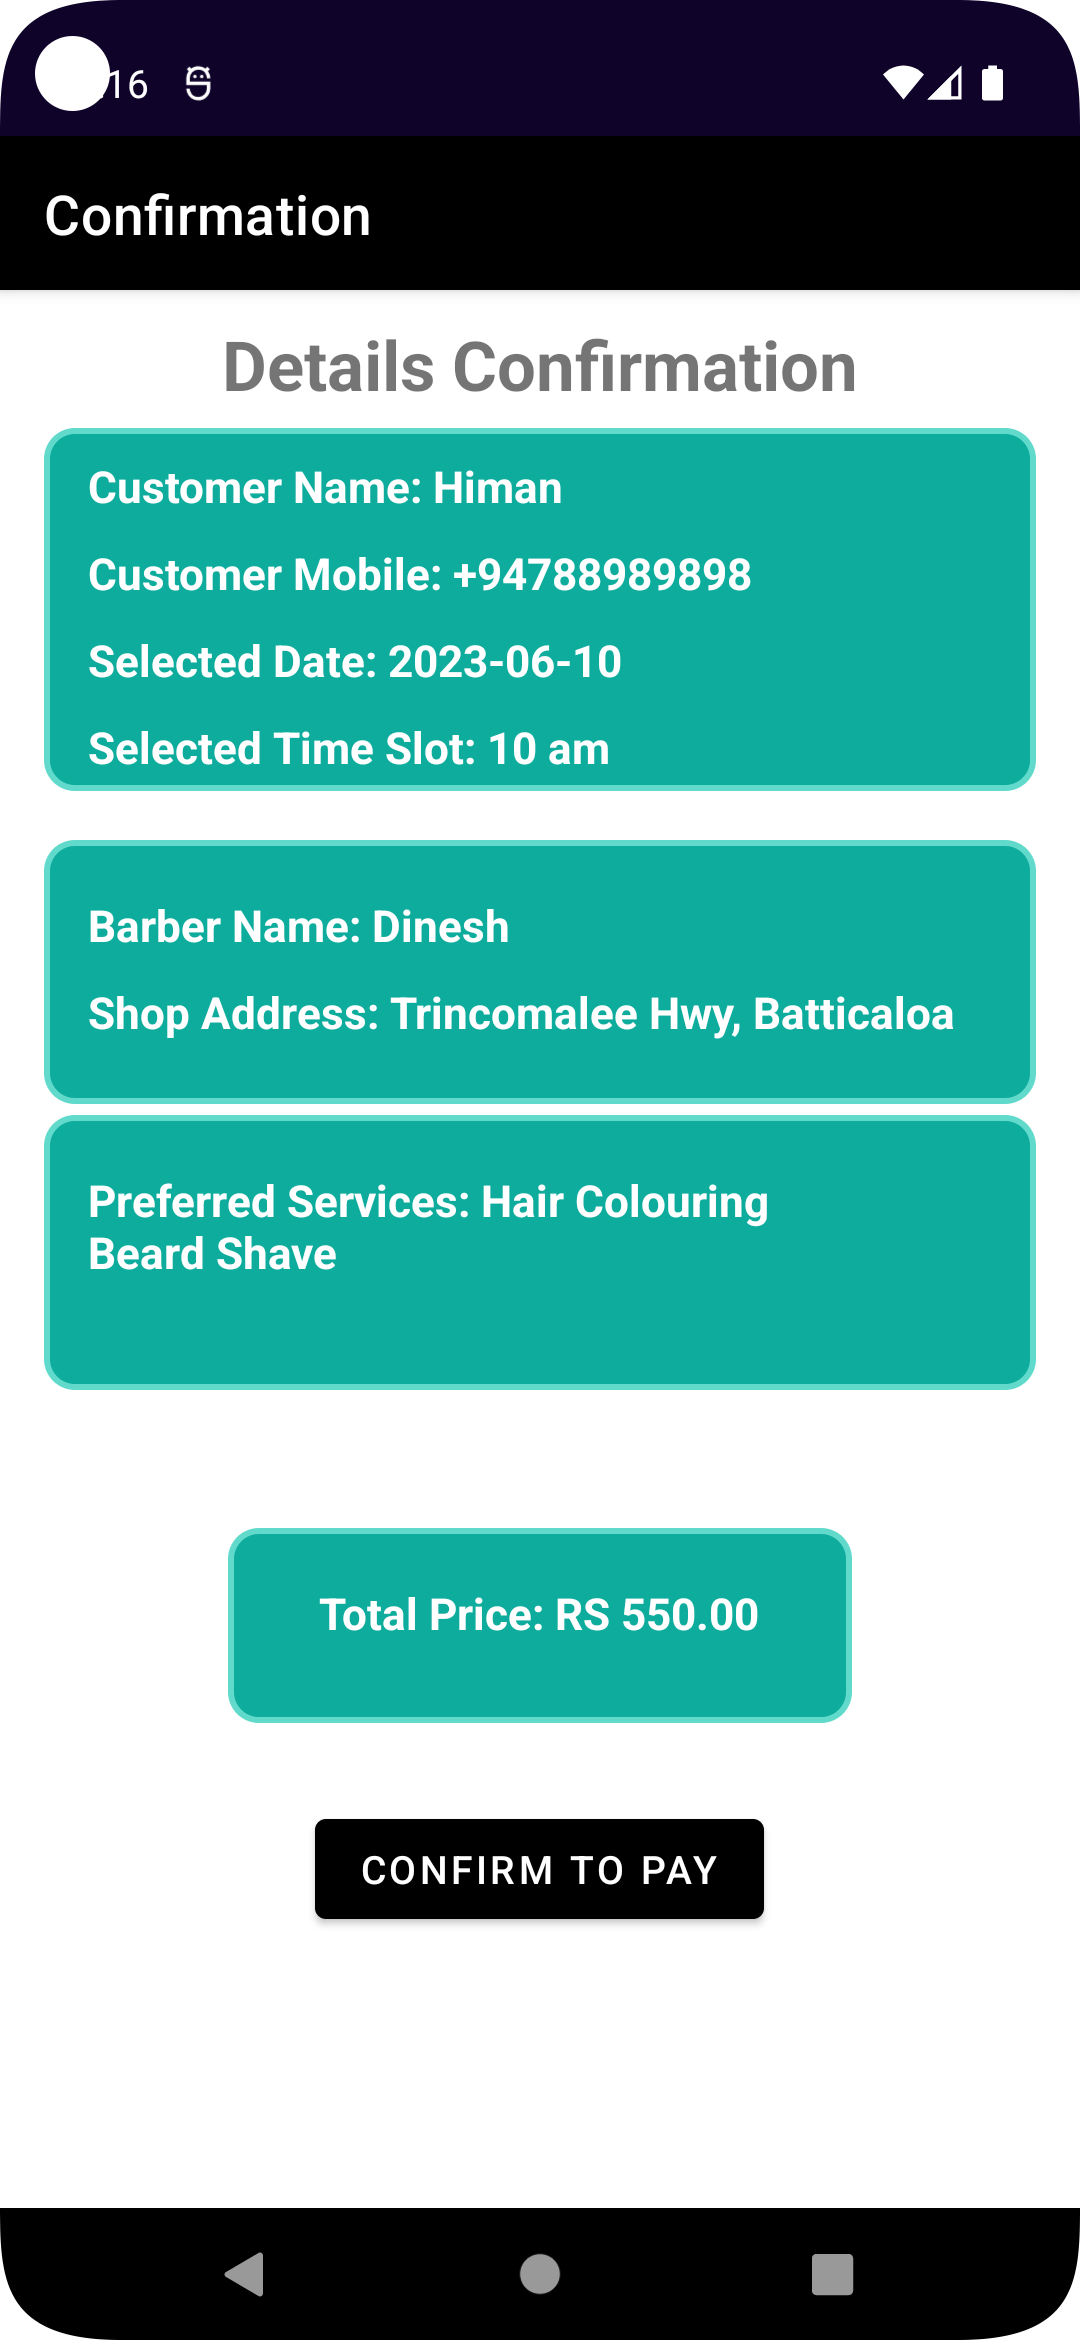 16
Confirmation
Details Confirmation
Customer Name: Himan
Customer Mobile: +94788989898
Selected Date: 2023-06-10
Selected Time Slot: 10 am
Barber Name: Dinesh
Shop Address: Trincomalee Hwy, Batticaloa
Preferred Services: Hair Colouring
Beard Shave
Total Price: RS 550.00
CONFIRM TO PAY